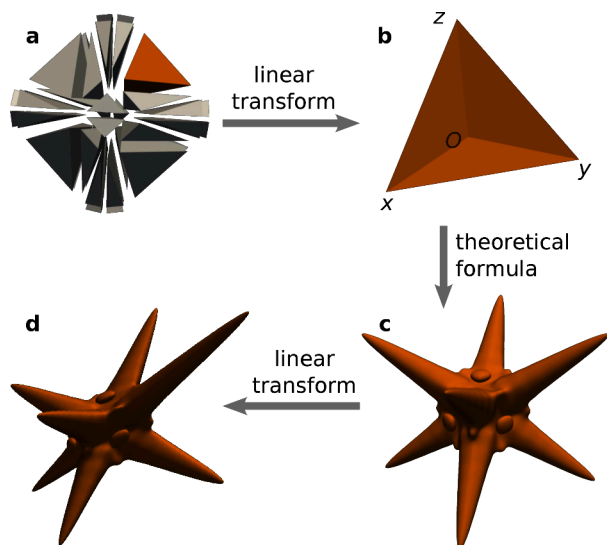 a
linear
transform
b
z
O
y
x
theoretical
formula
d
linear
transform
c